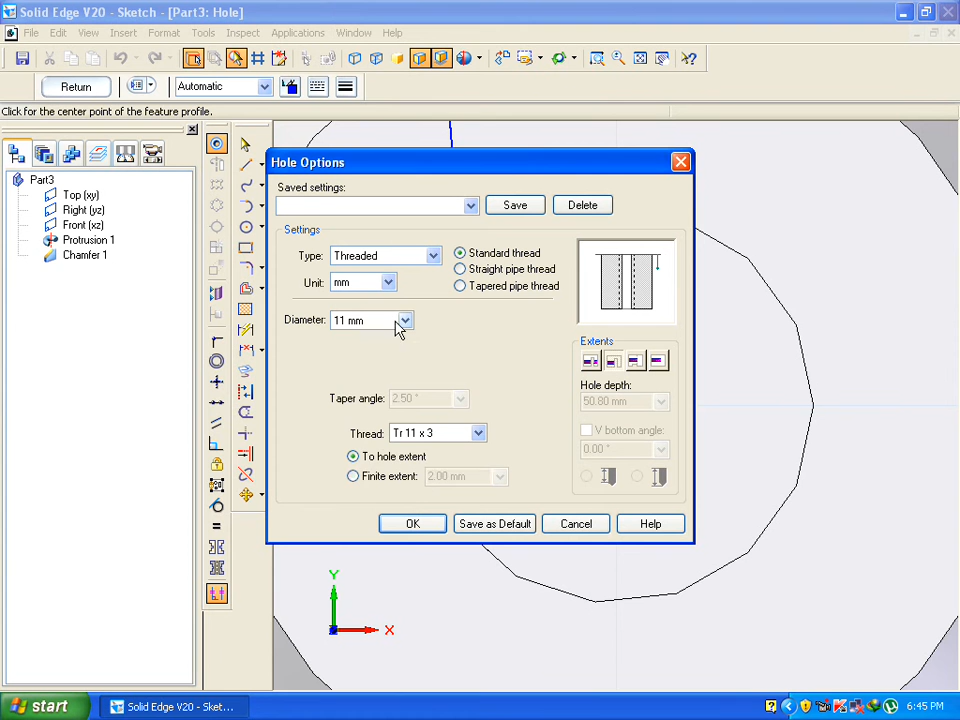 Solid Edge V20 - Sketch - [Part3: Hole]
File Edit View Insert Format Tools Inspect Applications Window Help
Return Automatic
Click for the center point of the feature profile.
Part3
Top (xy)
Right (yz)
Front (xz)
Protrusion 1
Chamfer 1
Hole Options
Saved settings:
Save Delete
Settings
Type: Threaded
Standard thread
Straight pipe thread
Tapered pipe thread
Unit: mm
Diameter: 11 mm
Extents
Hole depth:
50.80 mm
Taper angle: 2.50 °
V bottom angle:
0.00 °
Thread: Tr 11 x 3
To hole extent
Finite extent: 2.00 mm
OK Save as Default Cancel Help
Y
X
start Solid Edge V20 - Sket... 6:45 PM